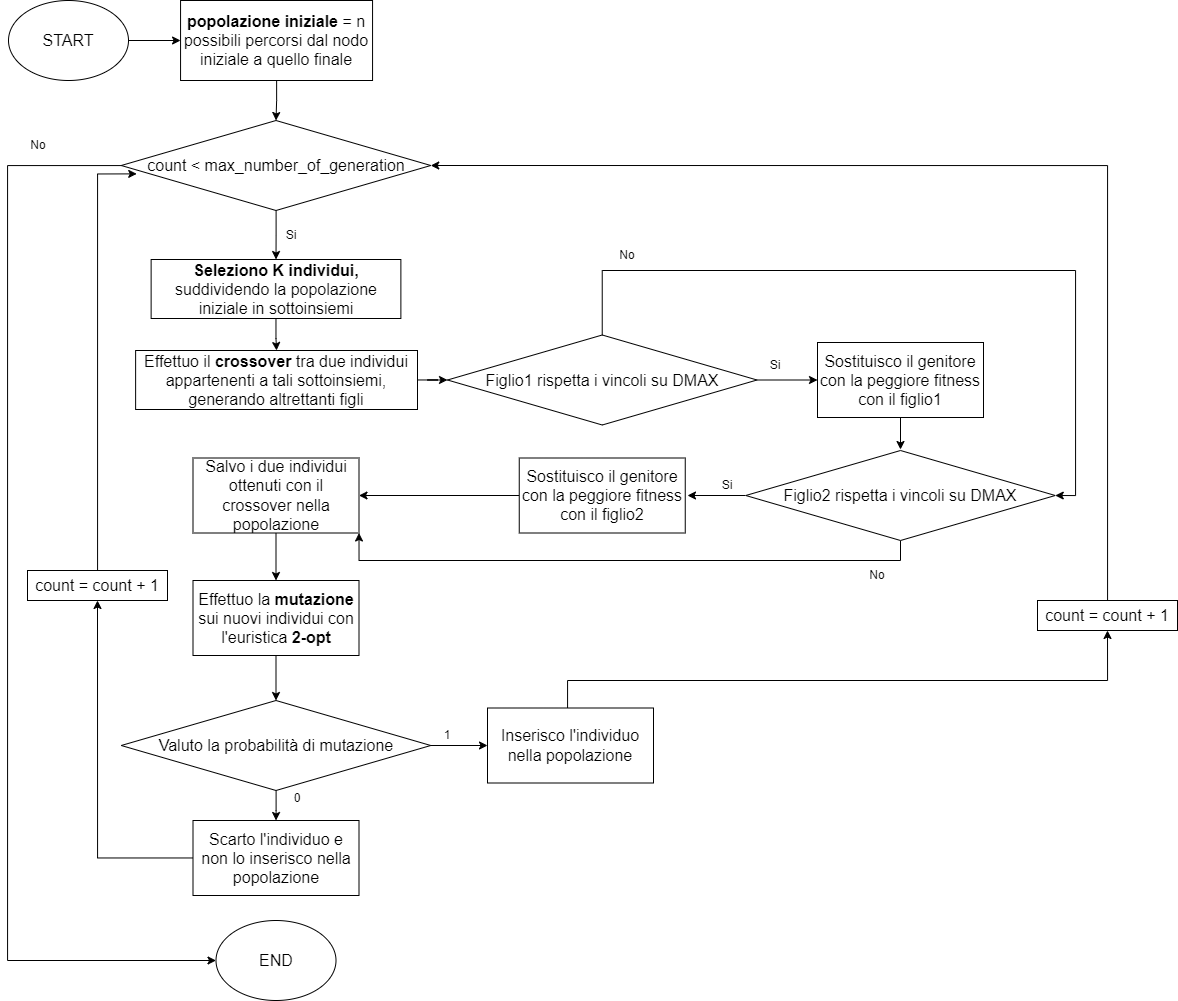 START
popolazione iniziale = n
possibili percorsi dal nodo
iniziale a quello finale
No
count < max_number_of_generation
Si
Seleziono K individui,
suddividendo la popolazione
iniziale in sottoinsiemi
No
Effettuo il crossover tra due individui
appartenenti a tali sottoinsiemi,
generando altrettanti figli
Figlio1 rispetta i vincoli su DMAX
Si
Sostituisco il genitore
con la peggiore fitness
con il figlio1
Figlio2 rispetta i vincoli su DMAX
Si
Sostituisco il genitore
con la peggiore fitness
con il figlio2
Salvo i due individui
ottenuti con il
crossover nella
popolazione
No
count = count + 1
Effettuo la mutazione
sui nuovi individui con
l'euristica 2-opt
count = count + 1
Valuto la probabilità di mutazione
1
Inserisco l'individuo
nella popolazione
0
Scarto l'individuo e
non lo inserisco nella
popolazione
END